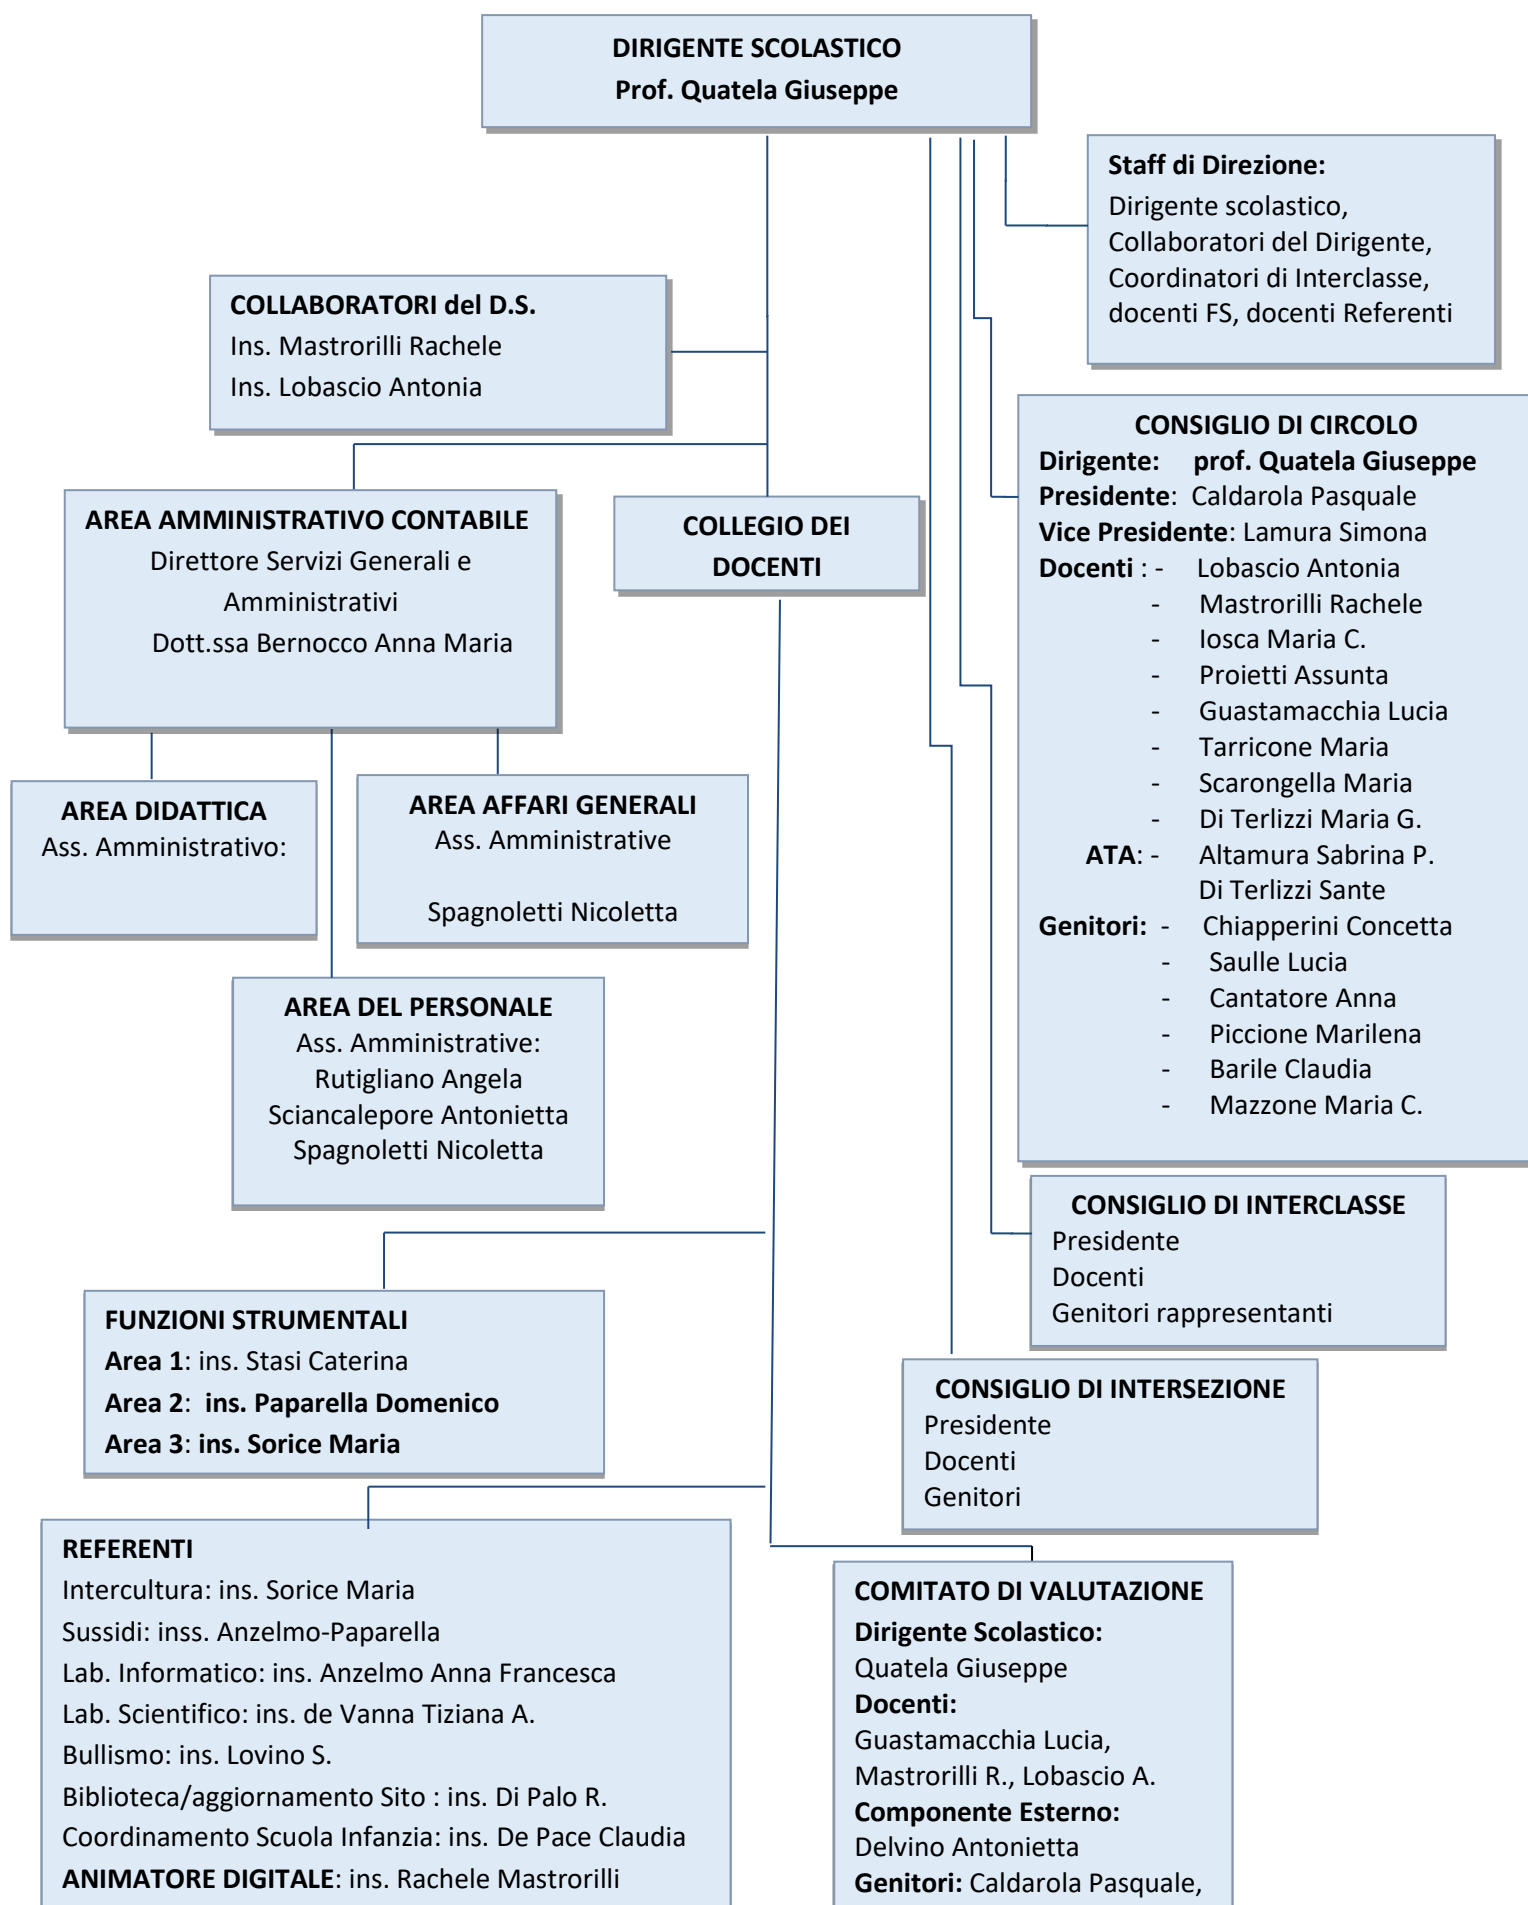 DIRIGENTE SCOLASTICO
Prof. Quatela Giuseppe
Staff di Direzione:
Dirigente scolastico,
Collaboratori del Dirigente,
Coordinatori di Interclasse,
docenti FS, docenti Referenti
COLLABORATORI del D.S.
Ins. Mastrorilli Rachele
Ins. Lobascio Antonia
CONSIGLIO DI CIRCOLO
Dirigente: prof. Quatela Giuseppe
Presidente: Caldarola Pasquale
Vice Presidente: Lamura Simona
Docenti : - Lobascio Antonia
- Mastrorilli Rachele
- Iosca Maria C.
- Proietti Assunta
- Guastamacchia Lucia
- Tarricone Maria
- Scarongella Maria
- Di Terlizzi Maria G.
ATA: - Altamura Sabrina P.
Di Terlizzi Sante
Genitori: - Chiapperini Concetta
- Saulle Lucia
- Cantatore Anna
- Piccione Marilena
- Barile Claudia
- Mazzone Maria C.
AREA AMMINISTRATIVO CONTABILE
Direttore Servizi Generali e
Amministrativi
Dott.ssa Bernocco Anna Maria
COLLEGIO DEI
DOCENTI
AREA DIDATTICA
Ass. Amministrativo:
AREA AFFARI GENERALI
Ass. Amministrative
Spagnoletti Nicoletta
AREA DEL PERSONALE
Ass. Amministrative:
Rutigliano Angela
Sciancalepore Antonietta
Spagnoletti Nicoletta
CONSIGLIO DI INTERCLASSE
Presidente
Docenti
Genitori rappresentanti
FUNZIONI STRUMENTALI
Area 1: ins. Stasi Caterina
Area 2: ins. Paparella Domenico
Area 3: ins. Sorice Maria
CONSIGLIO DI INTERSEZIONE
Presidente
Docenti
Genitori
REFERENTI
Intercultura: ins. Sorice Maria
Sussidi: inss. Anzelmo-Paparella
Lab. Informatico: ins. Anzelmo Anna Francesca
Lab. Scientifico: ins. de Vanna Tiziana A.
Bullismo: ins. Lovino S.
Biblioteca/aggiornamento Sito : ins. Di Palo R.
Coordinamento Scuola Infanzia: ins. De Pace Claudia
ANIMATORE DIGITALE: ins. Rachele Mastrorilli
COMITATO DI VALUTAZIONE
Dirigente Scolastico:
Quatela Giuseppe
Docenti:
Guastamacchia Lucia,
Mastrorilli R., Lobascio A.
Componente Esterno:
Delvino Antonietta
Genitori: Caldarola Pasquale,